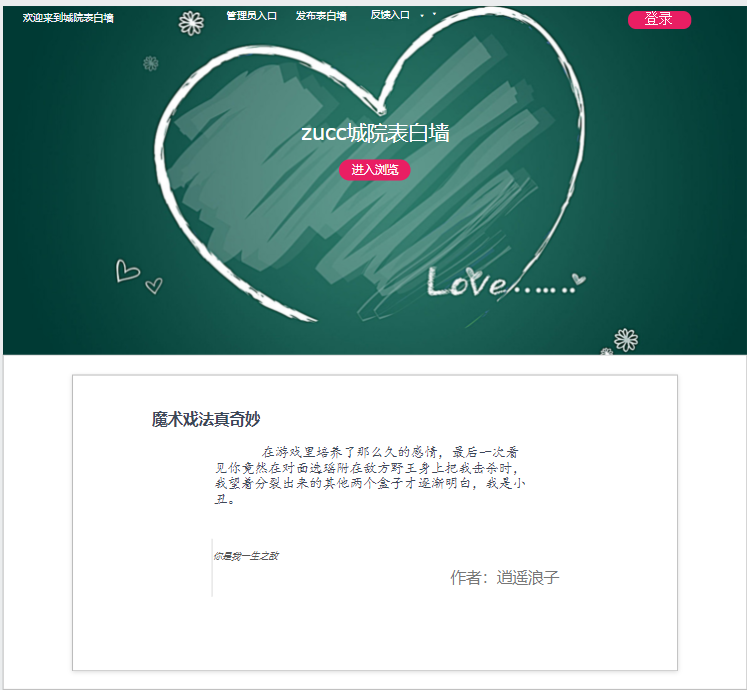 欢迎来到城院表白墙 管理员入口 发布表白墙 反馈入口 登录
zucc城院表白墙
进入浏览
Love......
魔术戏法真奇妙
在游戏里培养了那么久的感情，最后一次看
见你竟然在对面选瑶附在敌方野王身上把我击杀时，
我望着分裂出来的其他两个盒子才逐渐明白，我是小
丑。
你是我一生之敌
作者：逍遥浪子